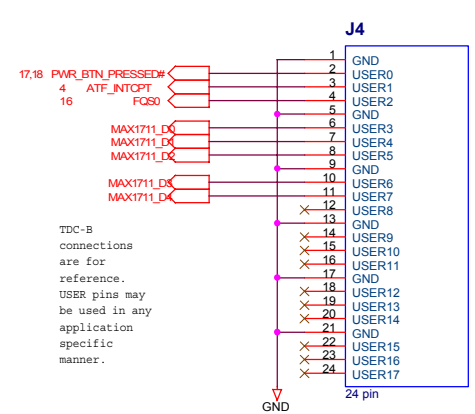 J4
1 GND
17,18 PWR_BTN_PRESSED# 2 USER0
4 ATF_INTCPT 3 USER1
16 FQS0 4 USER2
5 GND
MAX1711_D0 6 USER3
MAX1711_D1 7 USER4
MAX1711_D2 8 USER5
9 GND
MAX1711_D3 10 USER6
MAX1711_D4 11 USER7
12 USER8
13 GND
14 USER9
15 USER10
16 USER11
17 GND
18 USER12
19 USER13
20 USER14
21 GND
22 USER15
23 USER16
24 USER17
24 pin
GND
TDC-B
connections
are for
reference.
USER pins may
be used in any
application
specific
manner.